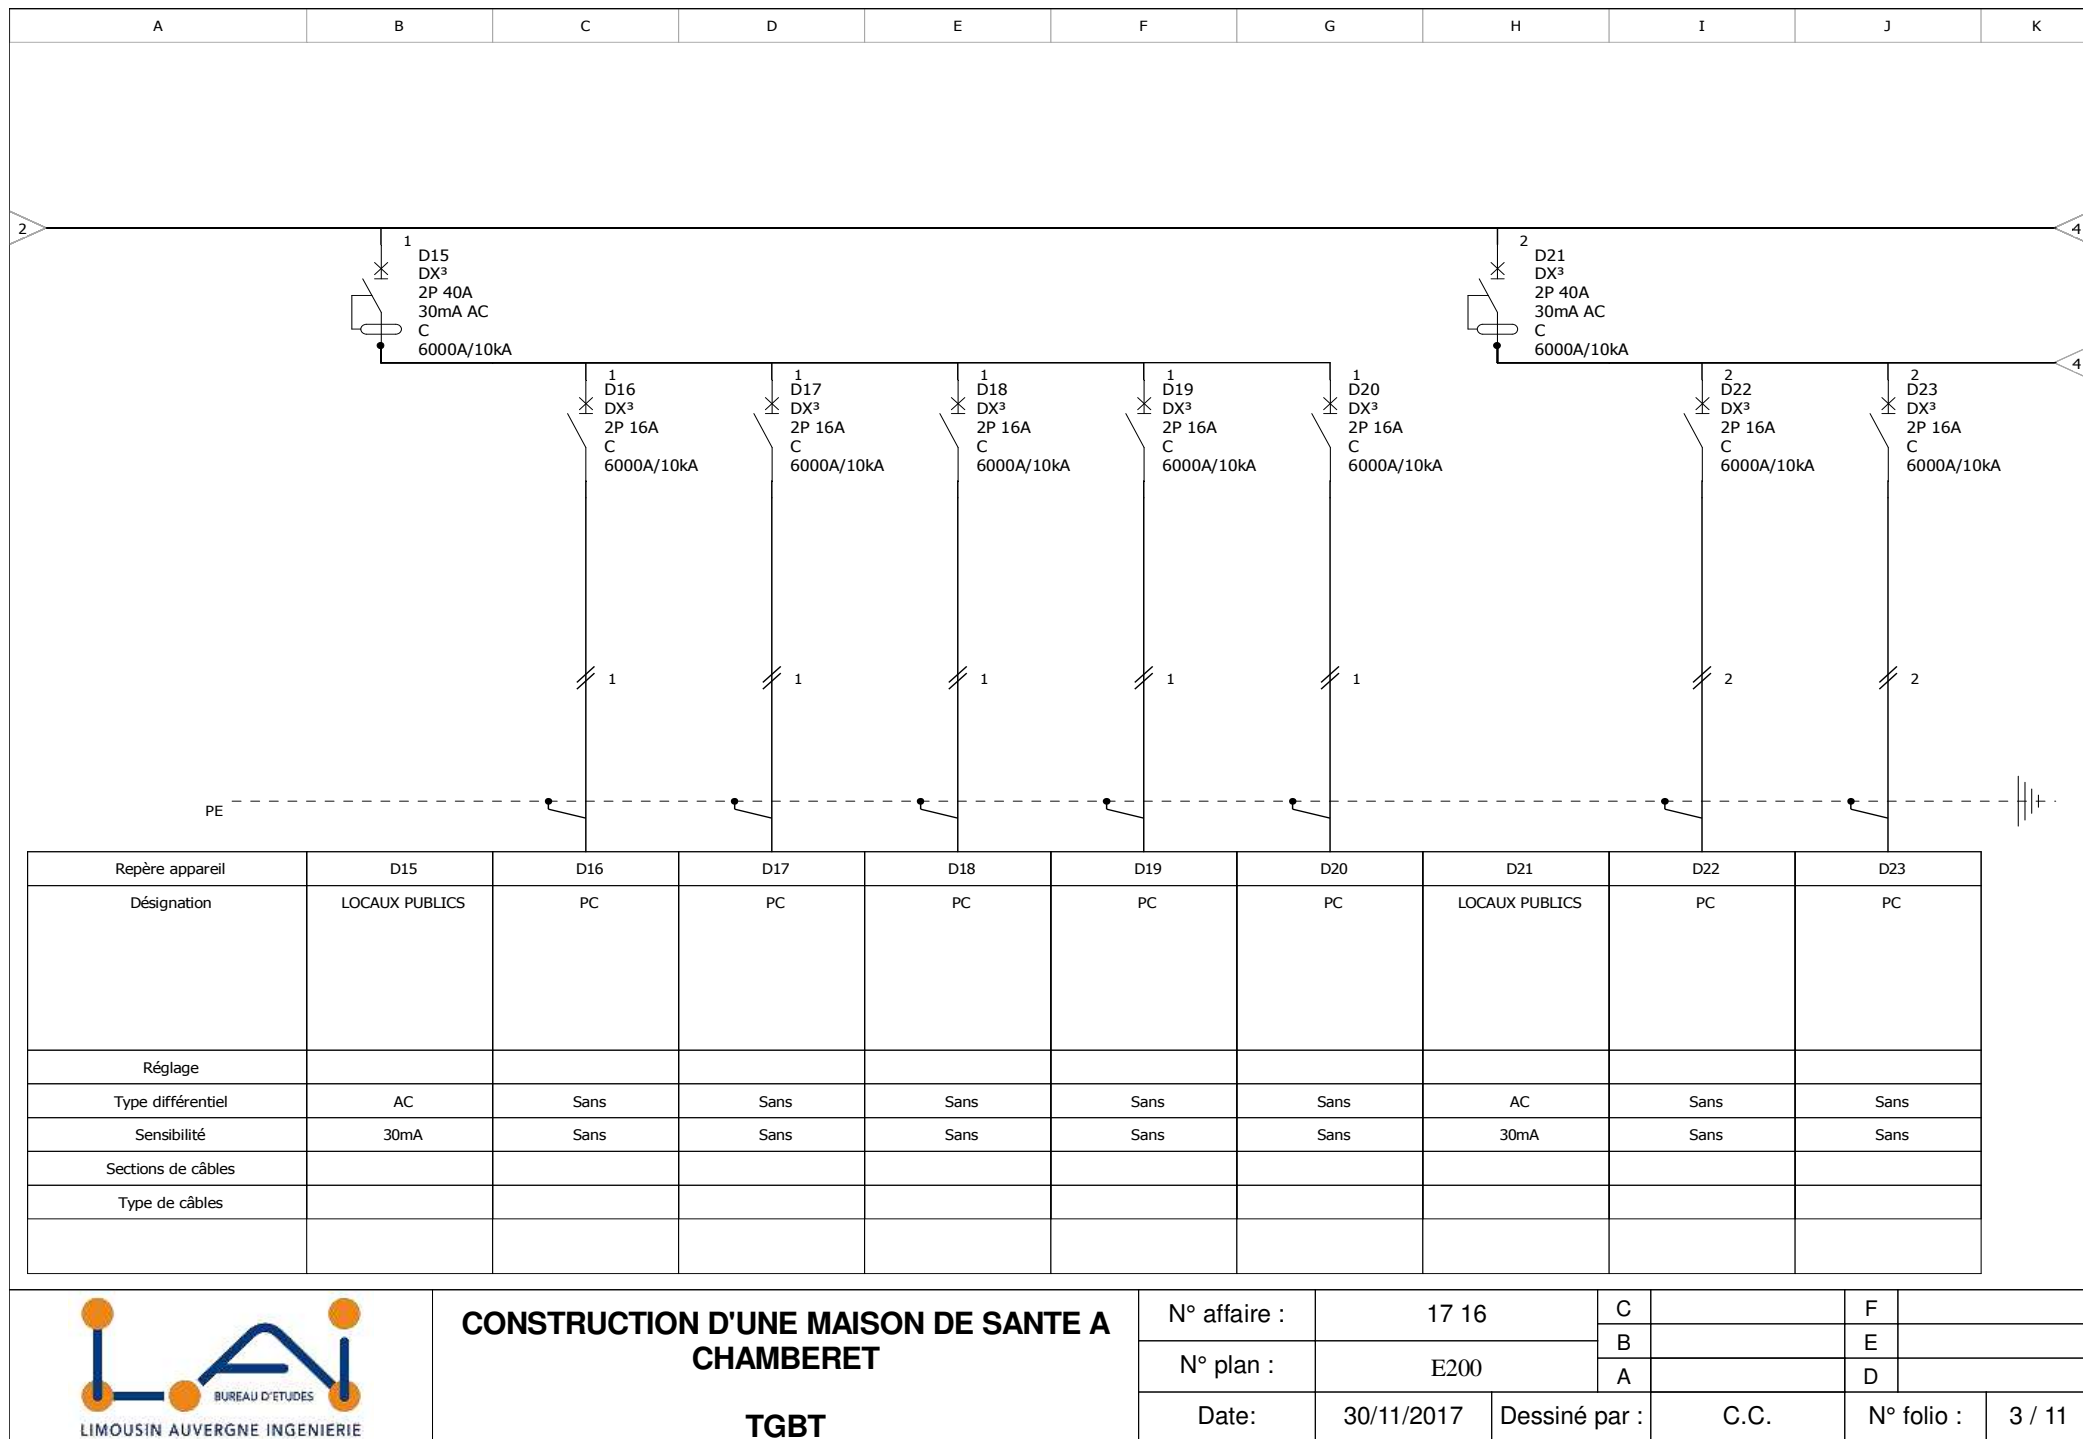 A B C D E F G H I J K
2 4
1
D15
DX³
2P 40A
30mA AC
C
6000A/10kA
2
D21
DX³
2P 40A
30mA AC
C
6000A/10kA
4
1
D16
DX³
2P 16A
C
6000A/10kA
1
D17
DX³
2P 16A
C
6000A/10kA
1
D18
DX³
2P 16A
C
6000A/10kA
1
D19
DX³
2P 16A
C
6000A/10kA
1
D20
DX³
2P 16A
C
6000A/10kA
2
D22
DX³
2P 16A
C
6000A/10kA
2
D23
DX³
2P 16A
C
6000A/10kA
1 1 1 1 1 2 2
PE
Repère appareil D15 D16 D17 D18 D19 D20 D21 D22 D23
Désignation LOCAUX PUBLICS PC PC PC PC PC LOCAUX PUBLICS PC PC
Réglage
Type différentiel AC Sans Sans Sans Sans Sans AC Sans Sans
Sensibilité 30mA Sans Sans Sans Sans Sans 30mA Sans Sans
Sections de câbles
Type de câbles
LAi
BUREAU D'ETUDES
LIMOUSIN AUVERGNE INGENIERIE
CONSTRUCTION D'UNE MAISON DE SANTE A
CHAMBERET
TGBT
N° affaire : 17 16 C F
B E
N° plan : E200
A D
Date: 30/11/2017 Dessiné par : C.C. N° folio : 3 / 11